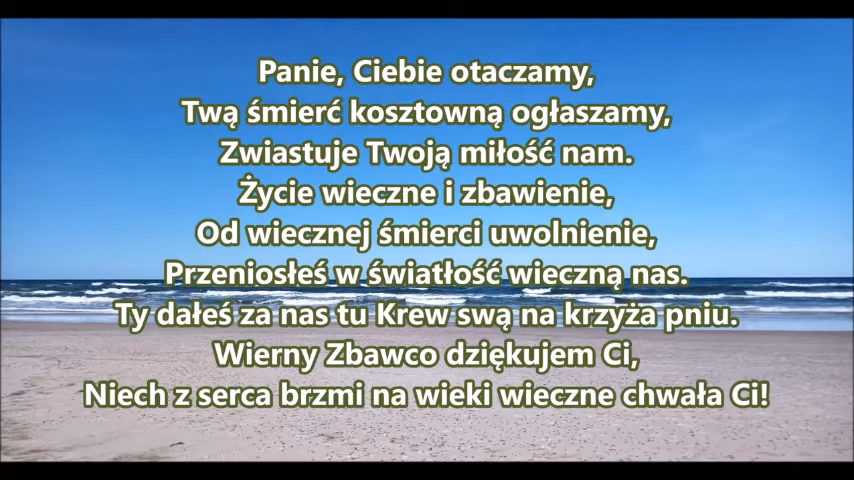 Panie, Ciebie otaczamy,
Twą śmierć kosztowną ogłaszamy,
Zwiastuje Twoją miłość nam.
Życie wieczne i zbawienie,
Od wiecznej śmierci uwolnienie,
Przeniosłeś w światłość wieczną nas.
Ty dałeś za nas tu Krew swą na krzyża pniu.
Wierny Zbawco dziękujem Ci,
Niech z serca brzmi na wieki wieczne chwała Ci!